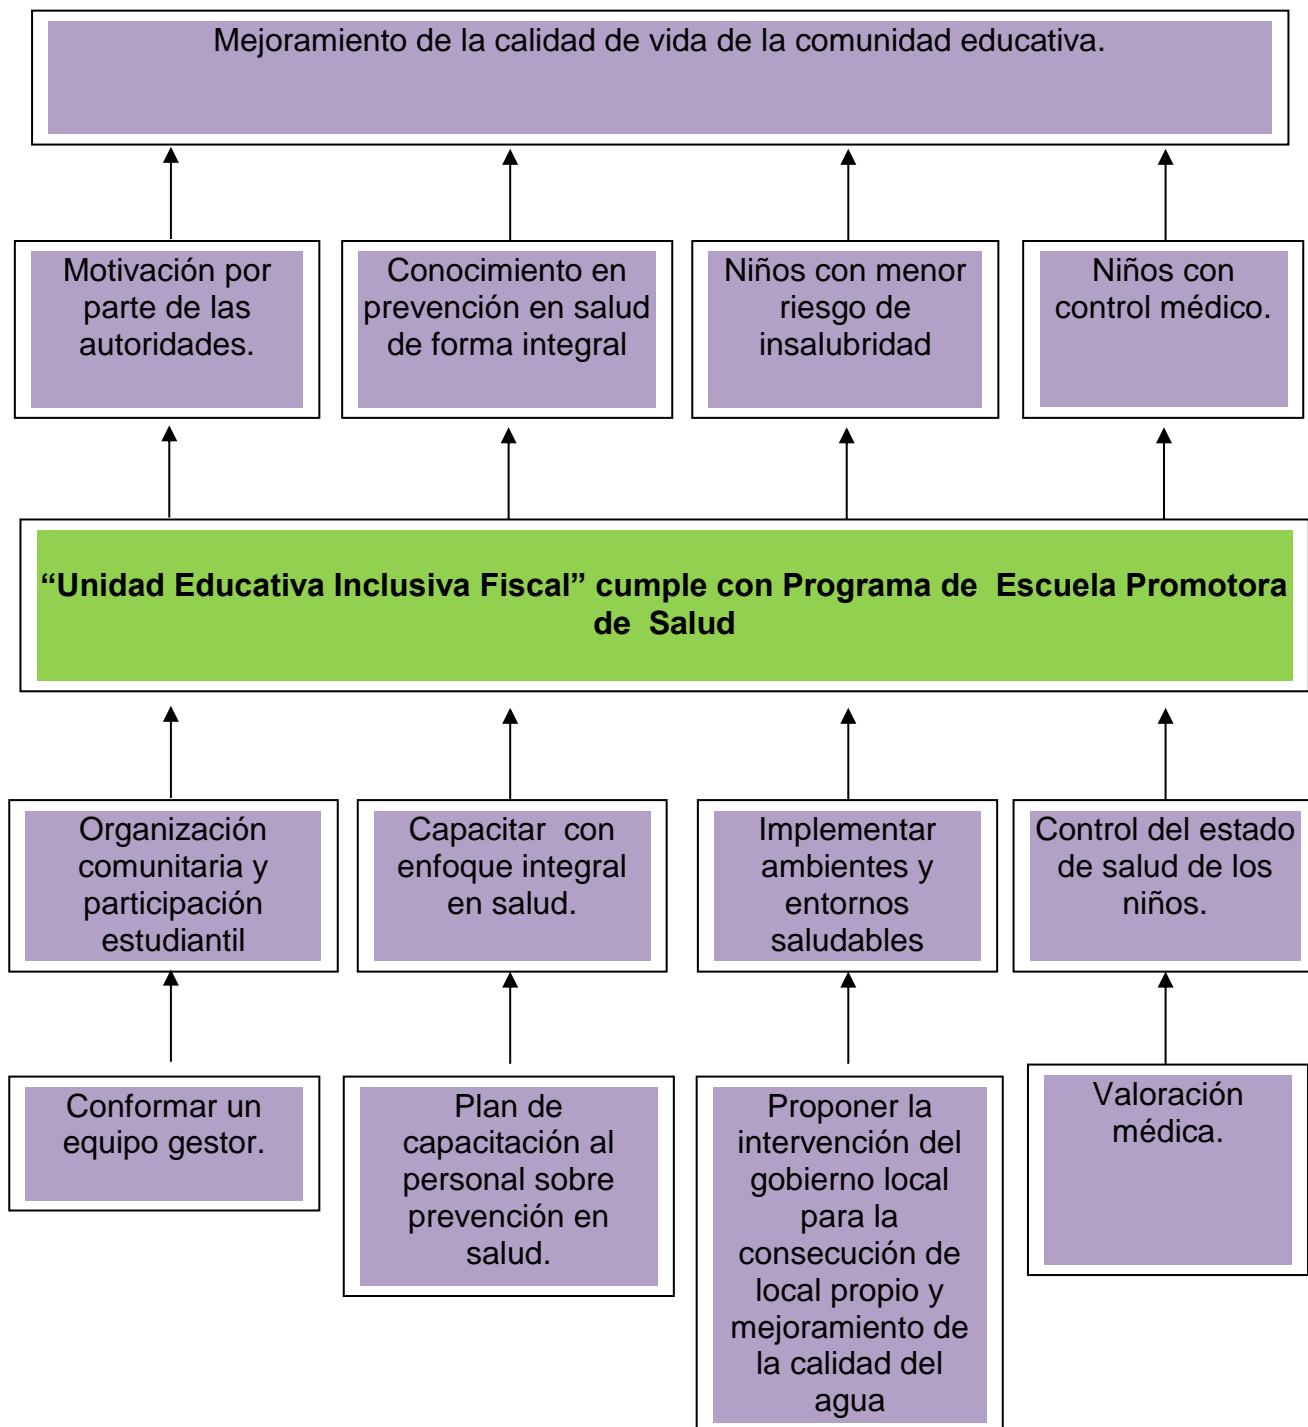 Mejoramiento de la calidad de vida de la comunidad educativa.
Motivación por
parte de las
autoridades.
Conocimiento en
prevención en salud
de forma integral
Niños con menor
riesgo de
insalubridad
Niños con
control médico.
“Unidad Educativa Inclusiva Fiscal” cumple con Programa de Escuela Promotora
de Salud
Organización
comunitaria y
participación
estudiantil
Capacitar con
enfoque integral
en salud.
Implementar
ambientes y
entornos
saludables
Control del estado
de salud de los
niños.
Conformar un
equipo gestor.
Plan de
capacitación al
personal sobre
prevención en
salud.
Proponer la
intervención del
gobierno local
para la
consecución de
local propio y
mejoramiento de
la calidad del
agua
Valoración
médica.